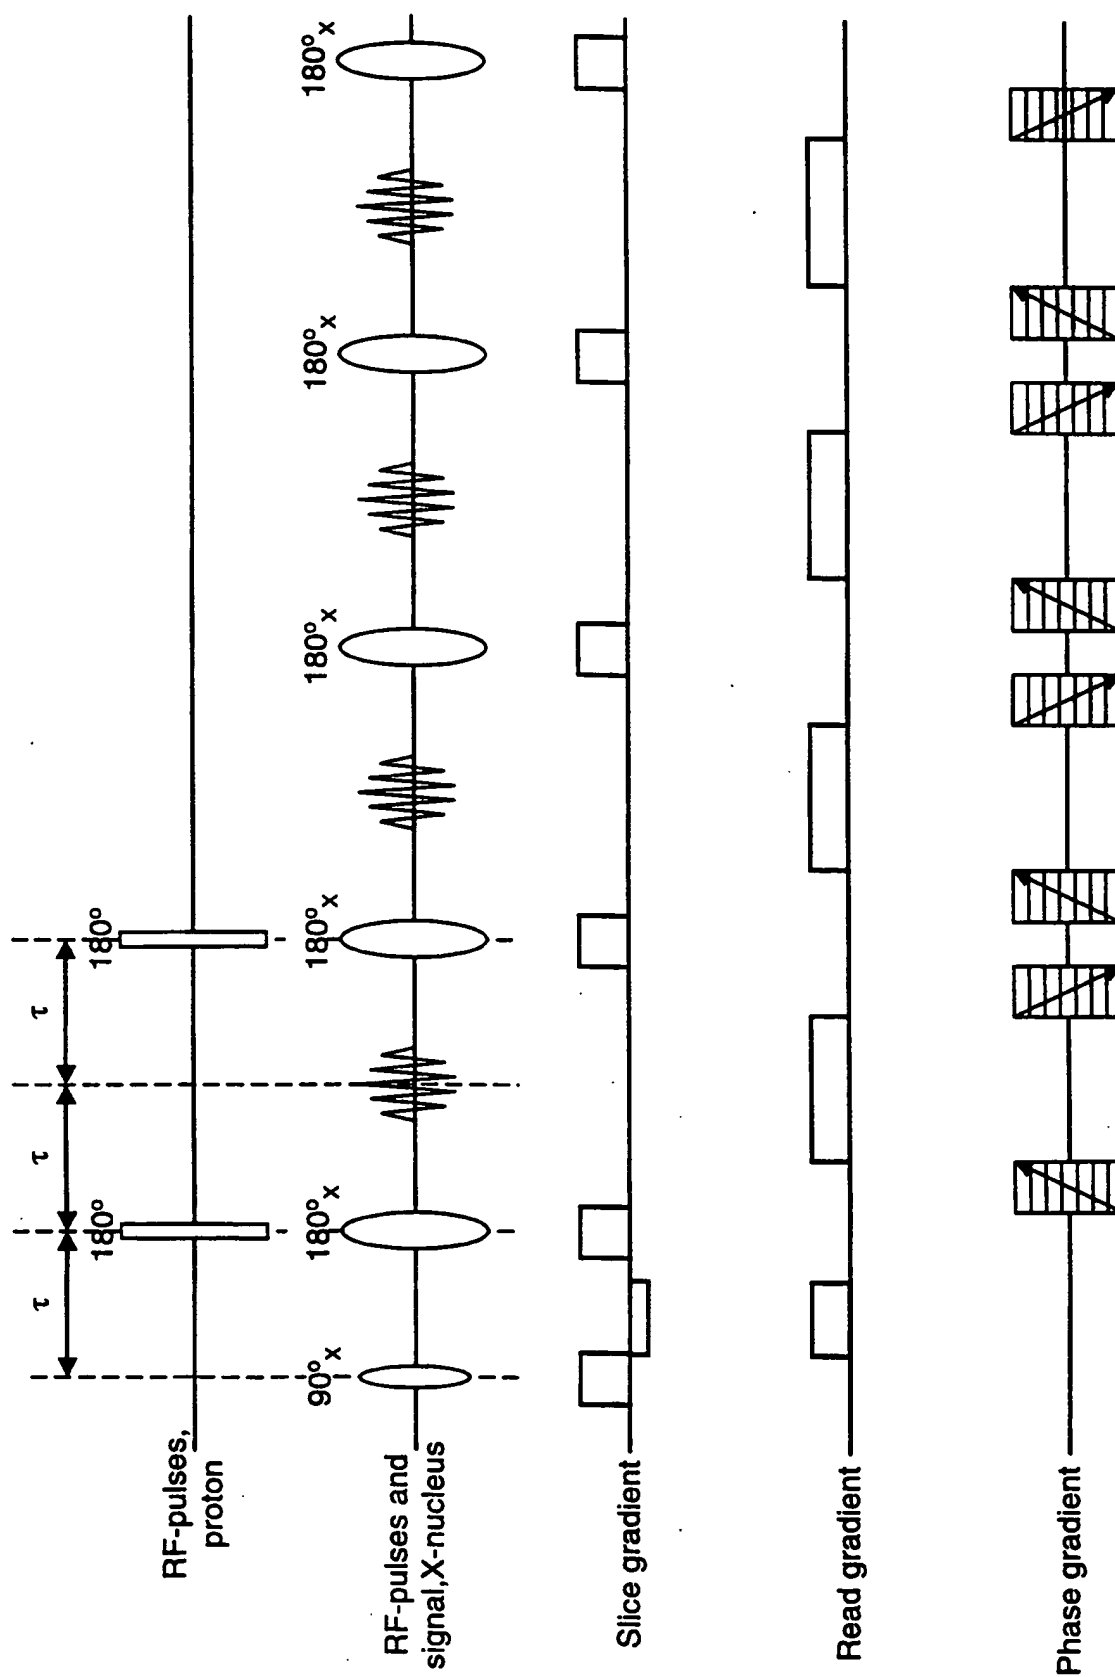 τ
τ
τ
RF-pulses,
proton
180°
180°
RF-pulses and
signal,X-nucleus
90°x
180°x
180°x
180°x
180°x
180°x
Slice gradient
Read gradient
Phase gradient